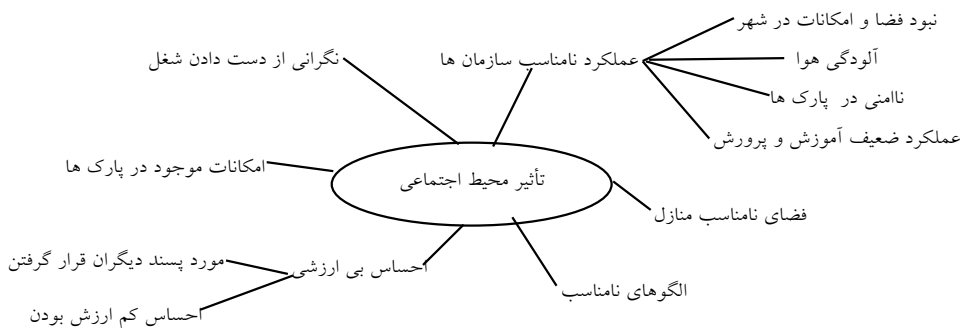 نبود فضا و امکانات در شهر
عملکرد نامناسب سازمان ها
نگرانی از دست دادن شغل
آلودگی هوا
ناامنی در پارک ها
عملکرد ضعیف آموزش و پرورش
امکانات موجود در پارک ها
تأثیر محیط اجتماعی
فضای نامناسب منازل
احساس بی ارزشی
مورد پسند دیگران قرار گرفتن
الگوهای نامناسب
احساس کم ارزش بودن